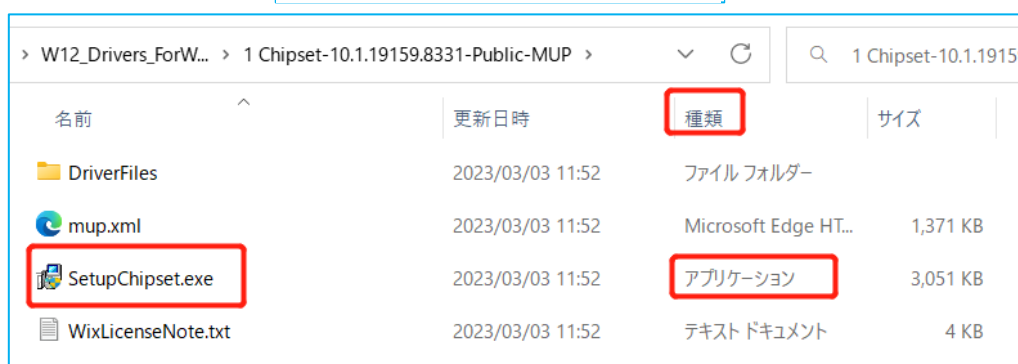 W12_Drivers_ForW... > 1 Chipset-10.1.19159.8331-Public-MUP > 1 Chipset-10.1.1915
名前 更新日時 種類 サイズ
DriverFiles 2023/03/03 11:52 ファイル フォルダー
mup.xml 2023/03/03 11:52 Microsoft Edge HT... 1,371 KB
SetupChipset.exe 2023/03/03 11:52 アプリケーション 3,051 KB
WixLicenseNote.txt 2023/03/03 11:52 テキスト ドキュメント 4 KB